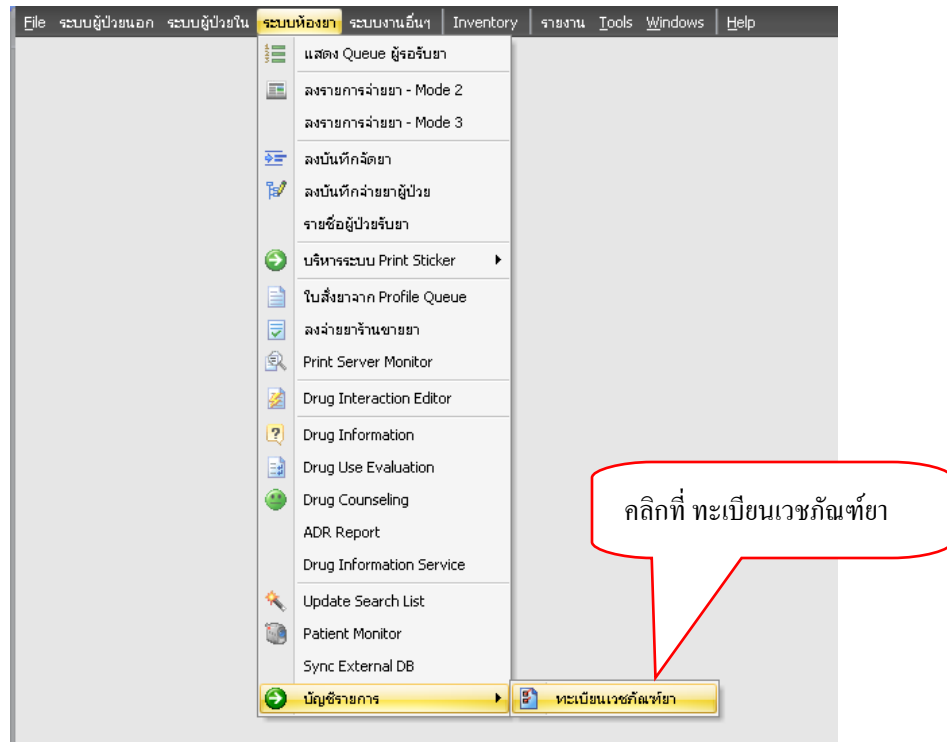 File ระบบผู้ป่วยนอก ระบบผู้ป่วยใน ระบบห้องยา ระบบงานอื่นๆ Inventory รายงาน Tools Windows Help
แสดง Queue ผู้รอรับยา
ลงรายการจ่ายยา - Mode 2
ลงรายการจ่ายยา - Mode 3
ลงบันทึกจัดยา
ลงบันทึกจ่ายยาผู้ป่วย
รายชื่อผู้ป่วยรับยา
บริหารระบบ Print Sticker
ใบสั่งยาจาก Profile Queue
ลงจ่ายยาร้านขายยา
Print Server Monitor
Drug Interaction Editor
Drug Information
Drug Use Evaluation
Drug Counseling
ADR Report
Drug Information Service
Update Search List
Patient Monitor
Sync External DB
บัญชีรายการ
ทะเบียนเวชภัณฑ์ยา
คลิกที่ ทะเบียนเวชภัณฑ์ยา